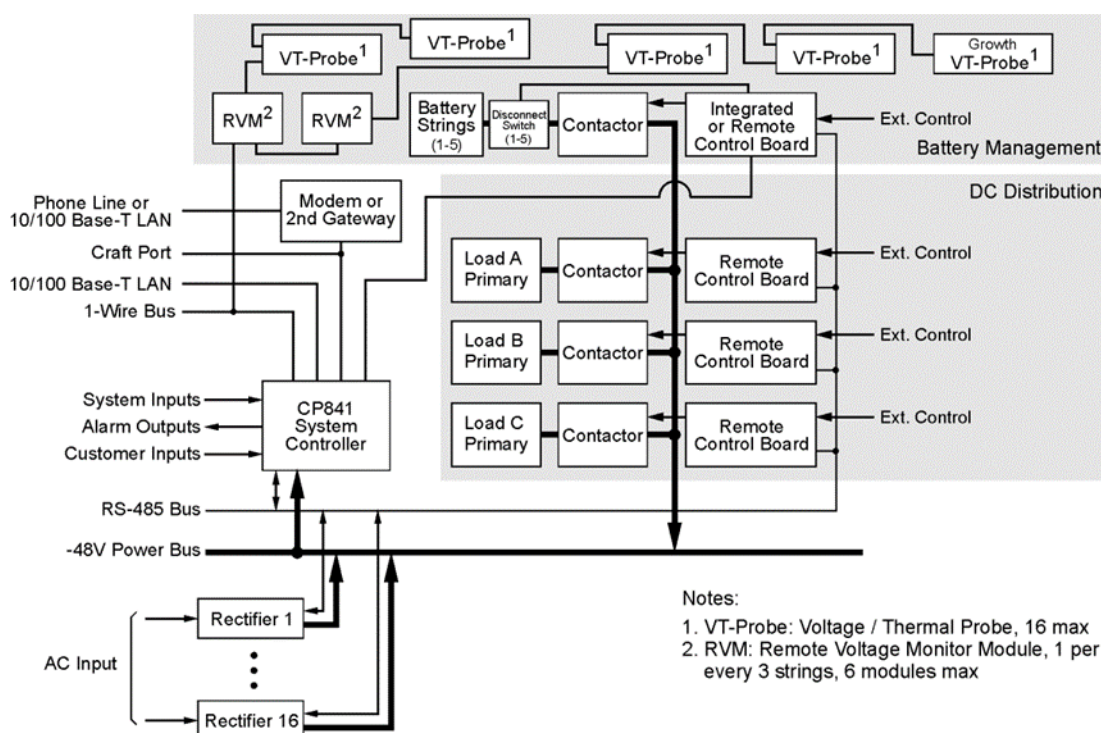 VT-Probe1
VT-Probe1
VT-Probe1
VT-Probe1
Growth
VT-Probe1
RVM2
RVM2
Battery
Strings
(1-5)
Disconnect
Switch
(1-5)
Contactor
Integrated
or Remote
Control Board
Ext. Control
Battery Management
Phone Line or
10/100 Base-T LAN
Modem or
2nd Gateway
Craft Port
10/100 Base-T LAN
1-Wire Bus
DC Distribution
Load A
Primary
Contactor
Remote
Control Board
Ext. Control
Load B
Primary
Contactor
Remote
Control Board
Ext. Control
Load C
Primary
Contactor
Remote
Control Board
Ext. Control
System Inputs
Alarm Outputs
Customer Inputs
CP841
System
Controller
RS-485 Bus
-48V Power Bus
AC Input
Rectifier 1
Rectifier 16
Notes:
1. VT-Probe: Voltage / Thermal Probe, 16 max
2. RVM: Remote Voltage Monitor Module, 1 per
every 3 strings, 6 modules max